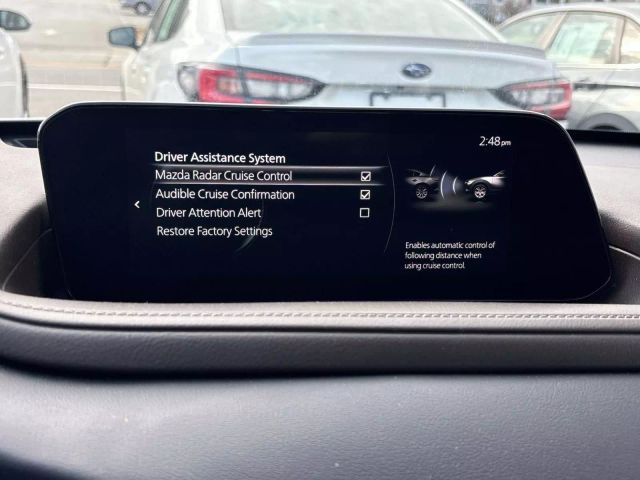 2:48pm
Driver Assistance System
Mazda Radar Cruise Control
Audible Cruise Confirmation
Driver Attention Alert
Restore Factory Settings
Enables automatic control of
following distance when
using cruise control.